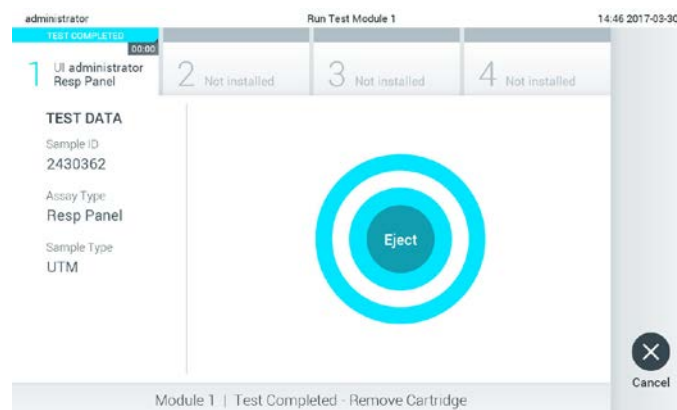 administrator
Run Test Module 1
14:46 2017-03-30
TEST COMPLETED
00:00
1
UI administrator
Resp Panel
2
Not installed
3
Not installed
4
Not installed
TEST DATA
Sample ID
2430362
Assay Type
Resp Panel
Sample Type
UTM
Eject
Cancel
Module 1 | Test Completed - Remove Cartridge